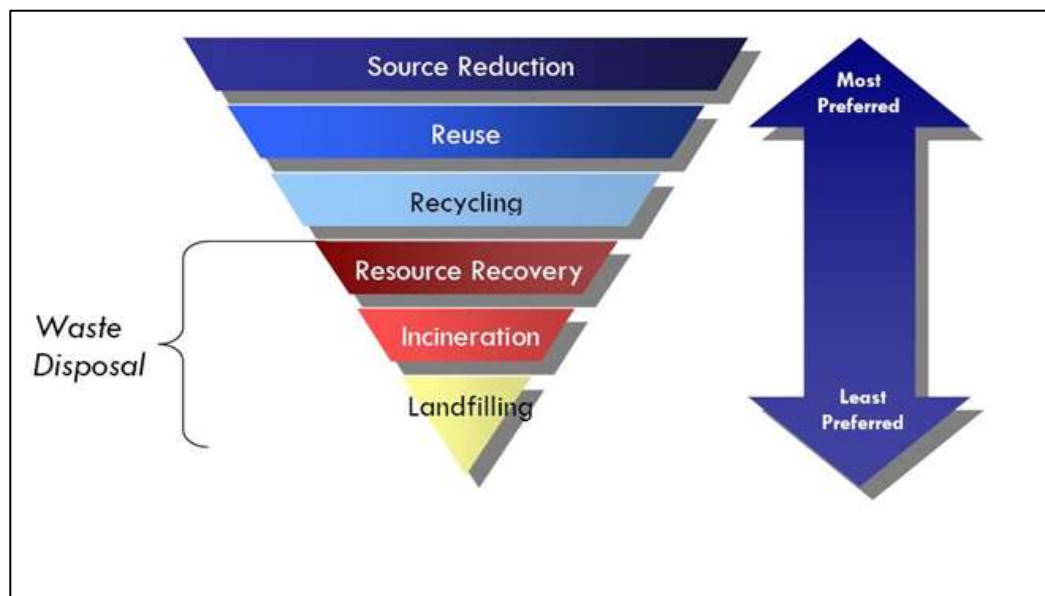 Source Reduction
Reuse
Recycling
Resource Recovery
Incineration
Landfilling
Waste
Disposal
Most
Preferred
Least
Preferred